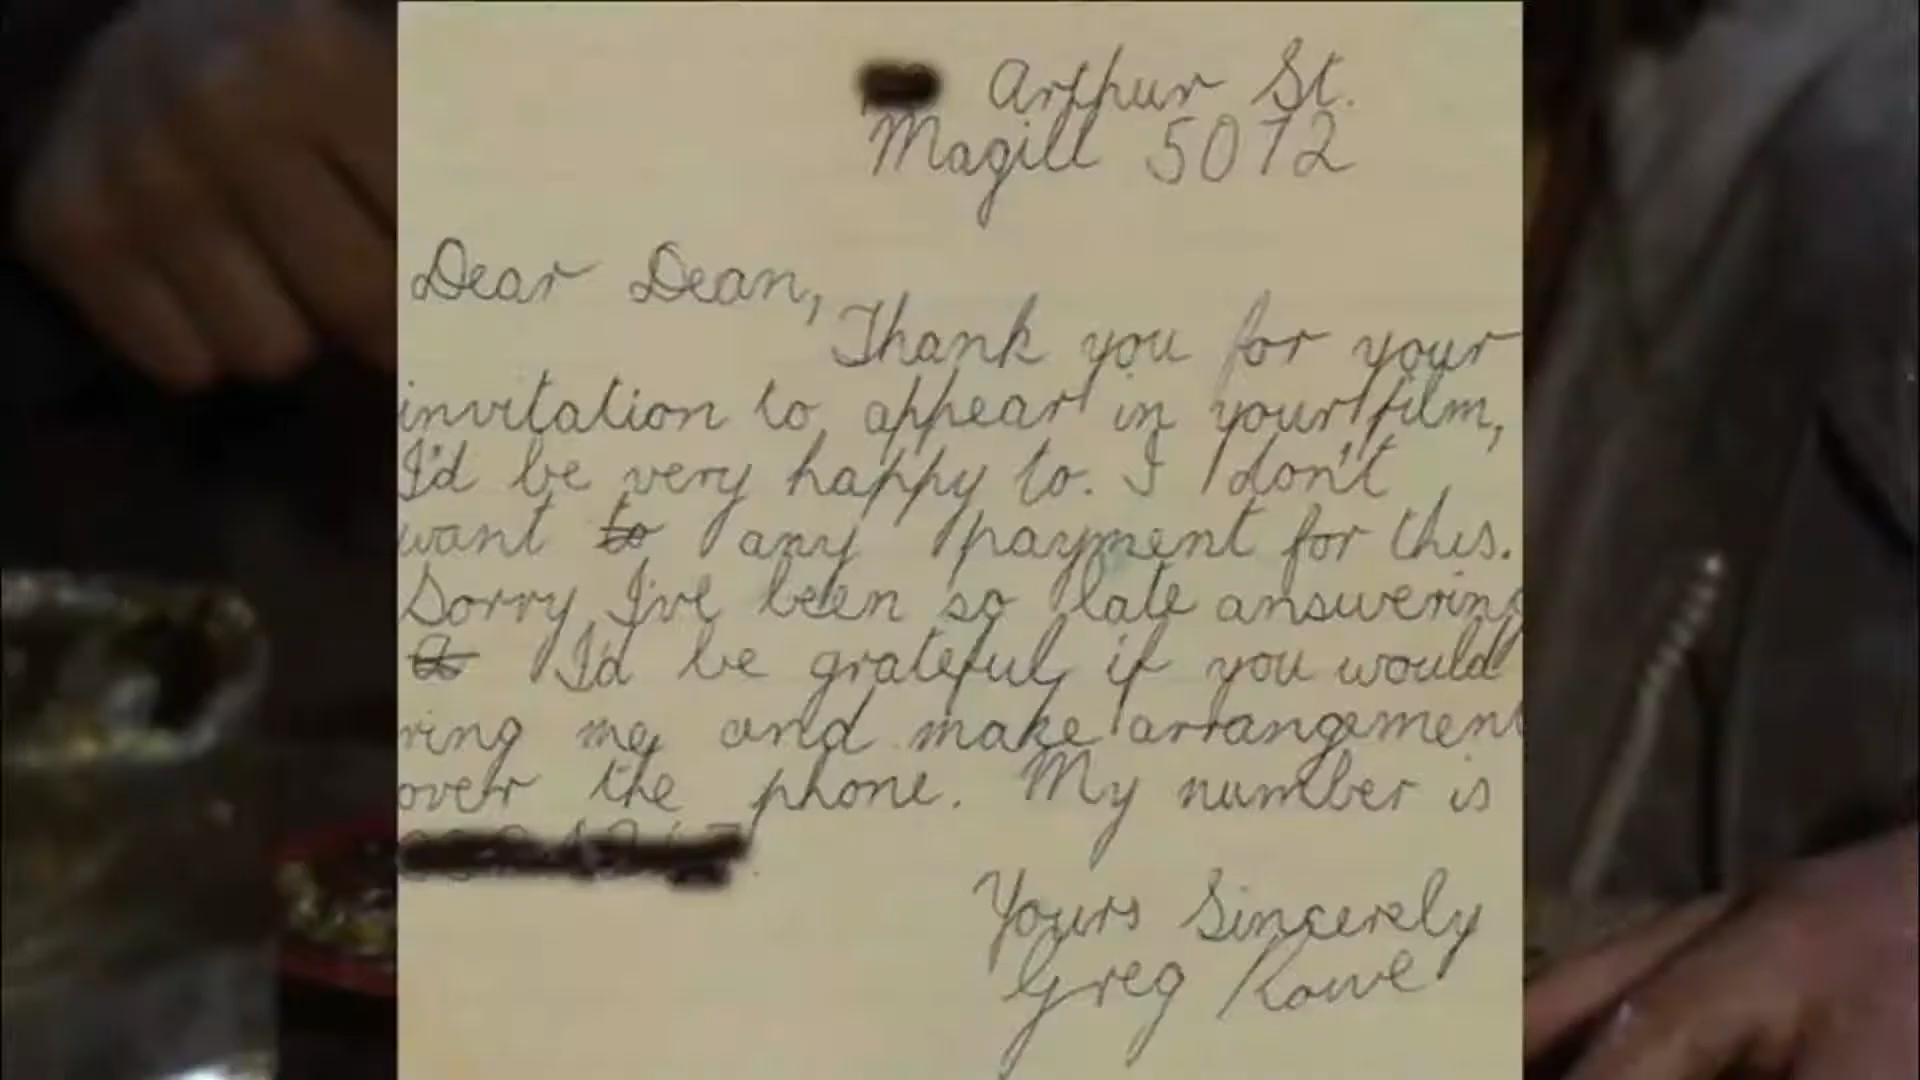 Arthur St.
Magill 5072
Dear Dean,
Thank you for your
invitation to appear in your film,
I'd be very happy to. I don't
want to any payment for this.
Sorry I've been so late answering
I'd be grateful if you would
ring me and make arrangement
over the phone. My number is
Yours Sincerely
Greg Rowe